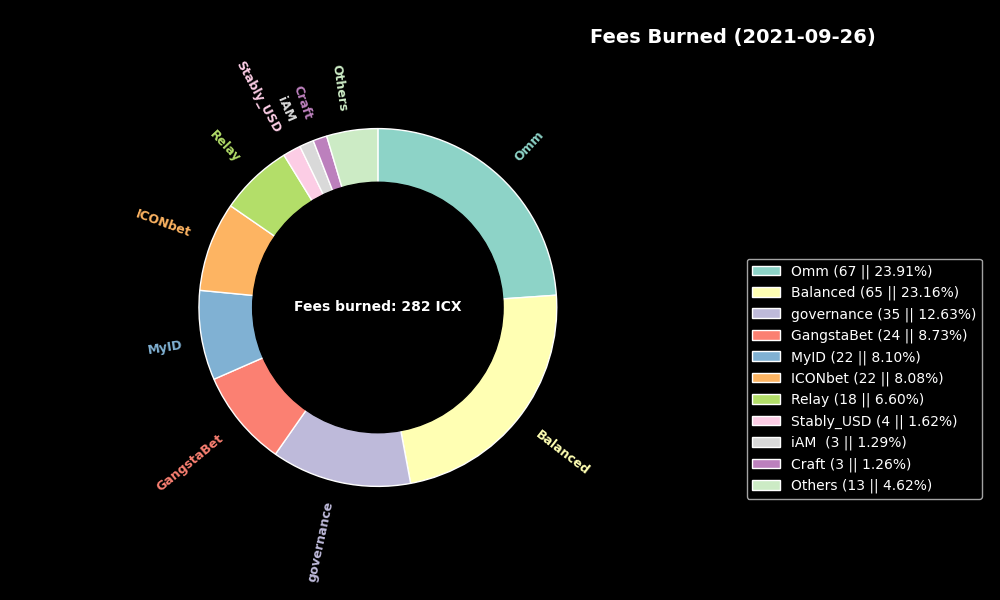 Fees Burned (2021-09-26)
Others
Craft
iAM
Stably_USD
Relay
Omm
ICONbet
Fees burned: 282 ICX
MyID
GangstaBet
Balanced
governance
Omm (67 || 23.91%)
Balanced (65 || 23.16%)
governance (35 || 12.63%)
GangstaBet (24 || 8.73%)
MyID (22 || 8.10%)
ICONbet (22 || 8.08%)
Relay (18 || 6.60%)
Stably_USD (4 || 1.62%)
iAM  (3 || 1.29%)
Craft (3 || 1.26%)
Others (13 || 4.62%)